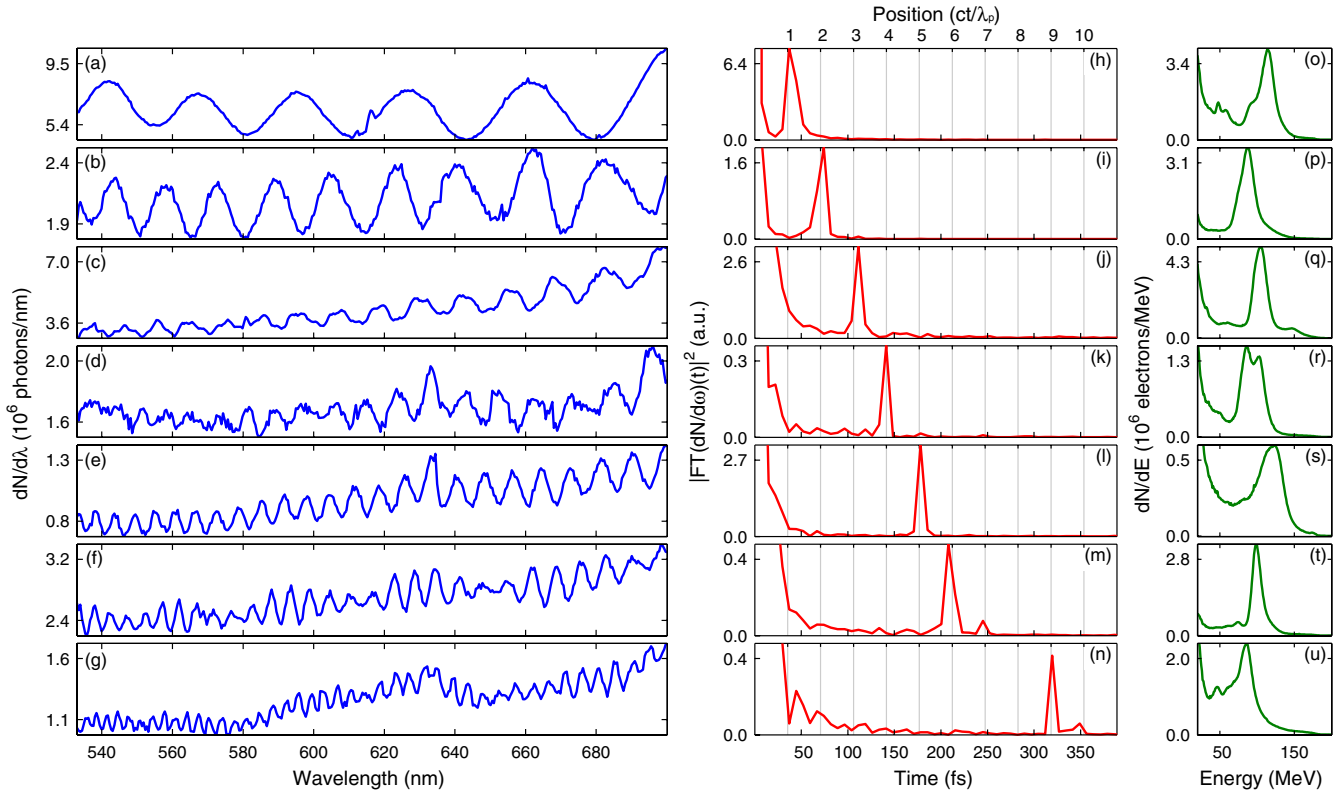 Position (ct/λp)
1 2 3 4 5 6 7 8 9 10
dN/dλ (10^6 photons/nm)
(a)
9.5
5.4
(b)
2.4
1.9
(c)
7.0
3.6
(d)
2.0
1.6
(e)
1.3
0.8
(f)
3.2
2.4
(g)
1.6
1.1
540 560 580 600 620 640 660 680
Wavelength (nm)
|FT(dN/dω)(t)|^2 (a.u.)
(h)
6.4
0.0
(i)
1.6
0.0
(j)
2.6
0.0
(k)
0.3
0.0
(l)
2.7
0.0
(m)
0.4
0.0
(n)
0.4
0.0
50 100 150 200 250 300 350
Time (fs)
dN/dE (10^6 electrons/MeV)
(o)
3.4
0.0
(p)
3.1
0.0
(q)
4.3
0.0
(r)
1.3
0.0
(s)
0.5
0.0
(t)
2.8
0.0
(u)
2.0
0.0
50 150
Energy (MeV)